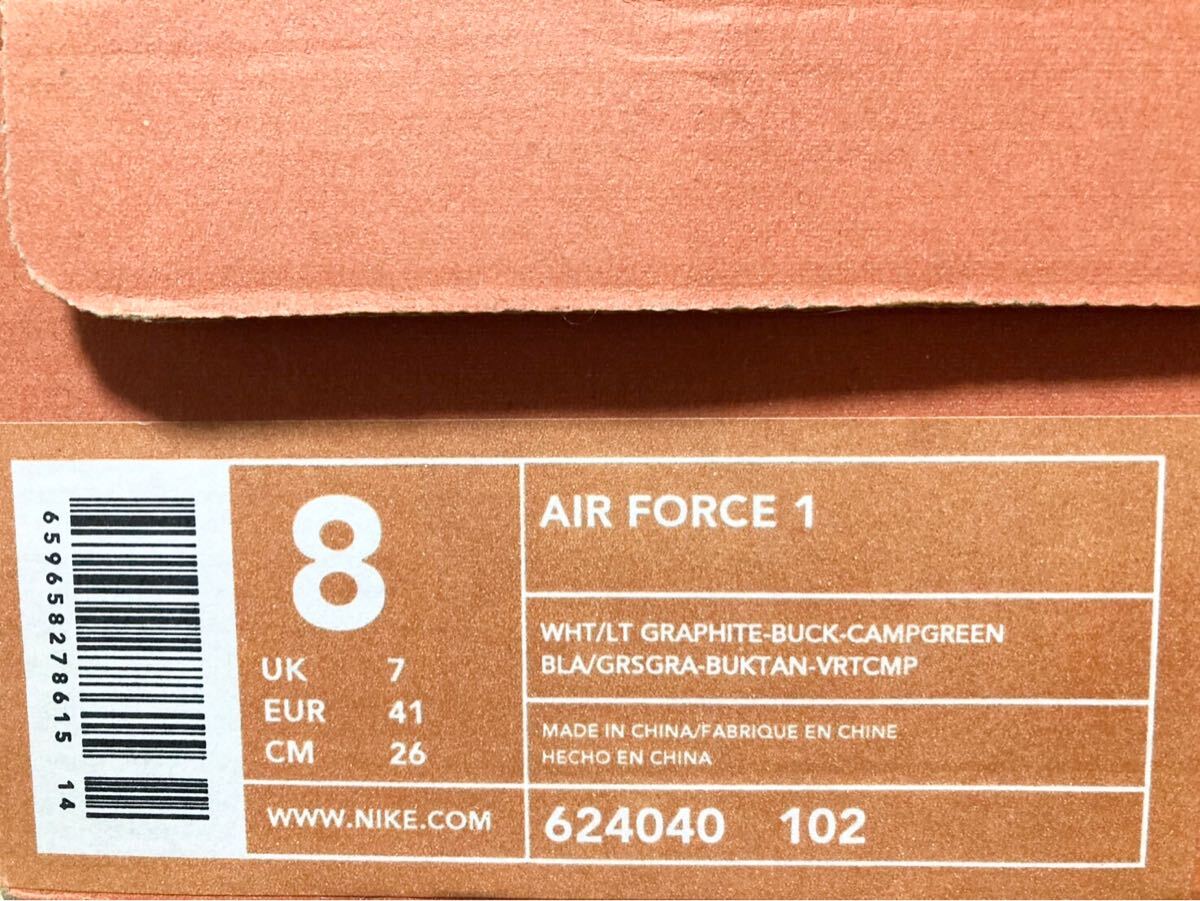 659658278615 14
8
UK 7
EUR 41
CM 26
WWW.NIKE.COM
AIR FORCE 1
WHT/LT GRAPHITE-BUCK-CAMPGREEN
BLA/GRSGRA-BUKTAN-VRTCMP
MADE IN CHINA/FABRIQUE EN CHINE
HECHO EN CHINA
624040 102